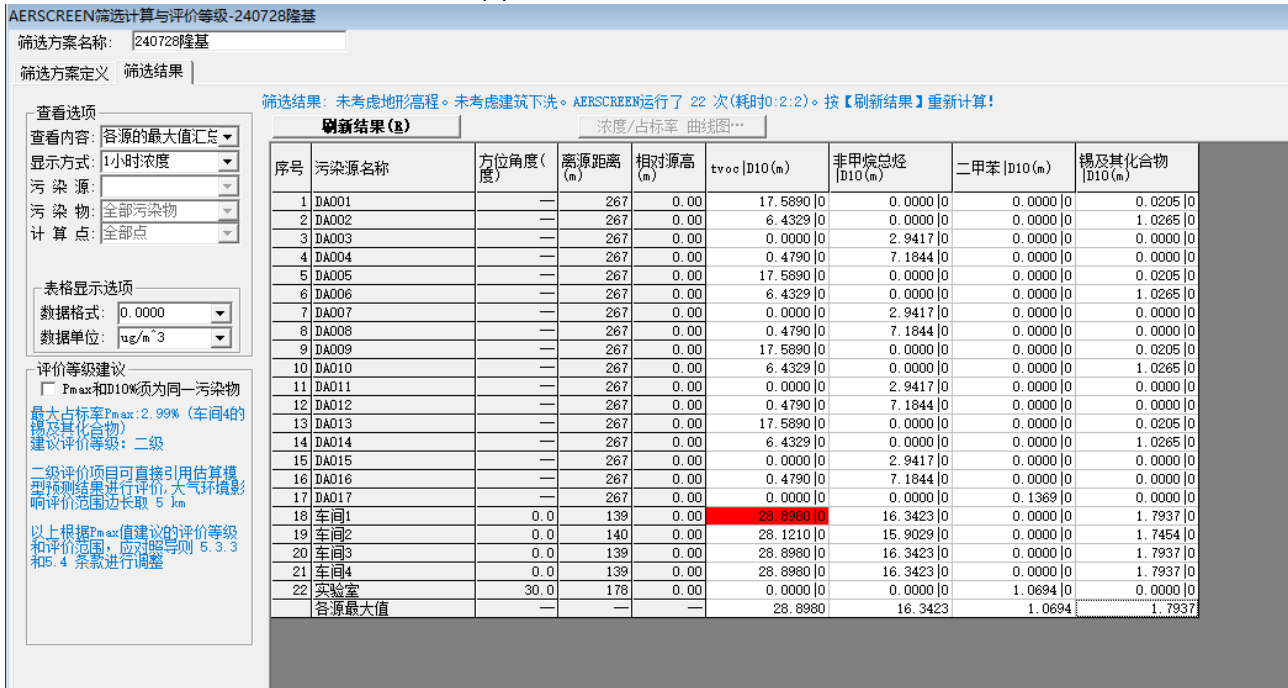 AERSCREEN筛选计算与评价等级-240728隆基
筛选方案名称: 240728隆基
筛选方案定义 筛选结果
筛选结果: 未考虑地形高程。未考虑建筑下洗。AERSCREEN运行了 22 次(耗时0:2:2)。按【刷新结果】重新计算!
刷新结果(R) 浓度/占标率 曲线图…
查看选项
查看内容: 各源的最大值汇总
显示方式: 1小时浓度
污 染 源:
污 染 物: 全部污染物
计 算 点: 全部点
表格显示选项
数据格式: 0.0000
数据单位: ug/m^3
评价等级建议
Pmax和D10%须为同一污染物
最大占标率Pmax:2.99% (车间4的
锡及其化合物)
建议评价等级: 二级
二级评价项目可直接引用估算模
型预测结果进行评价,大气环境影
响评价范围边长取 5 km
以上根据Pmax值建议的评价等级
和评价范围, 应对照导则 5.3.3
和5.4 条款进行调整
序号 污染源名称 方位角度(度) 离源距离(m) 相对源高(m) tvoc|D10(m) 非甲烷总烃|D10(m) 二甲苯|D10(m) 锡及其化合物|D10(m)
1 DA001 — 267 0.00 17.5890|0 0.0000|0 0.0000|0 0.0205|0
2 DA002 — 267 0.00 6.4329|0 0.0000|0 0.0000|0 1.0265|0
3 DA003 — 267 0.00 0.0000|0 2.9417|0 0.0000|0 0.0000|0
4 DA004 — 267 0.00 0.4790|0 7.1844|0 0.0000|0 0.0000|0
5 DA005 — 267 0.00 17.5890|0 0.0000|0 0.0000|0 0.0205|0
6 DA006 — 267 0.00 6.4329|0 0.0000|0 0.0000|0 1.0265|0
7 DA007 — 267 0.00 0.0000|0 2.9417|0 0.0000|0 0.0000|0
8 DA008 — 267 0.00 0.4790|0 7.1844|0 0.0000|0 0.0000|0
9 DA009 — 267 0.00 17.5890|0 0.0000|0 0.0000|0 0.0205|0
10 DA010 — 267 0.00 6.4329|0 0.0000|0 0.0000|0 1.0265|0
11 DA011 — 267 0.00 0.0000|0 2.9417|0 0.0000|0 0.0000|0
12 DA012 — 267 0.00 0.4790|0 7.1844|0 0.0000|0 0.0000|0
13 DA013 — 267 0.00 17.5890|0 0.0000|0 0.0000|0 0.0205|0
14 DA014 — 267 0.00 6.4329|0 0.0000|0 0.0000|0 1.0265|0
15 DA015 — 267 0.00 0.0000|0 2.9417|0 0.0000|0 0.0000|0
16 DA016 — 267 0.00 0.4790|0 7.1844|0 0.0000|0 0.0000|0
17 DA017 — 267 0.00 0.0000|0 0.0000|0 0.1369|0 0.0000|0
18 车间1 0.0 139 0.00 28.8980|0 16.3423|0 0.0000|0 1.7937|0
19 车间2 0.0 140 0.00 28.1210|0 15.9029|0 0.0000|0 1.7454|0
20 车间3 0.0 139 0.00 28.8980|0 16.3423|0 0.0000|0 1.7937|0
21 车间4 0.0 139 0.00 28.8980|0 16.3423|0 0.0000|0 1.7937|0
22 实验室 30.0 178 0.00 0.0000|0 0.0000|0 1.0694|0 0.0000|0
各源最大值 — — — 28.8980 16.3423 1.0694 1.7937